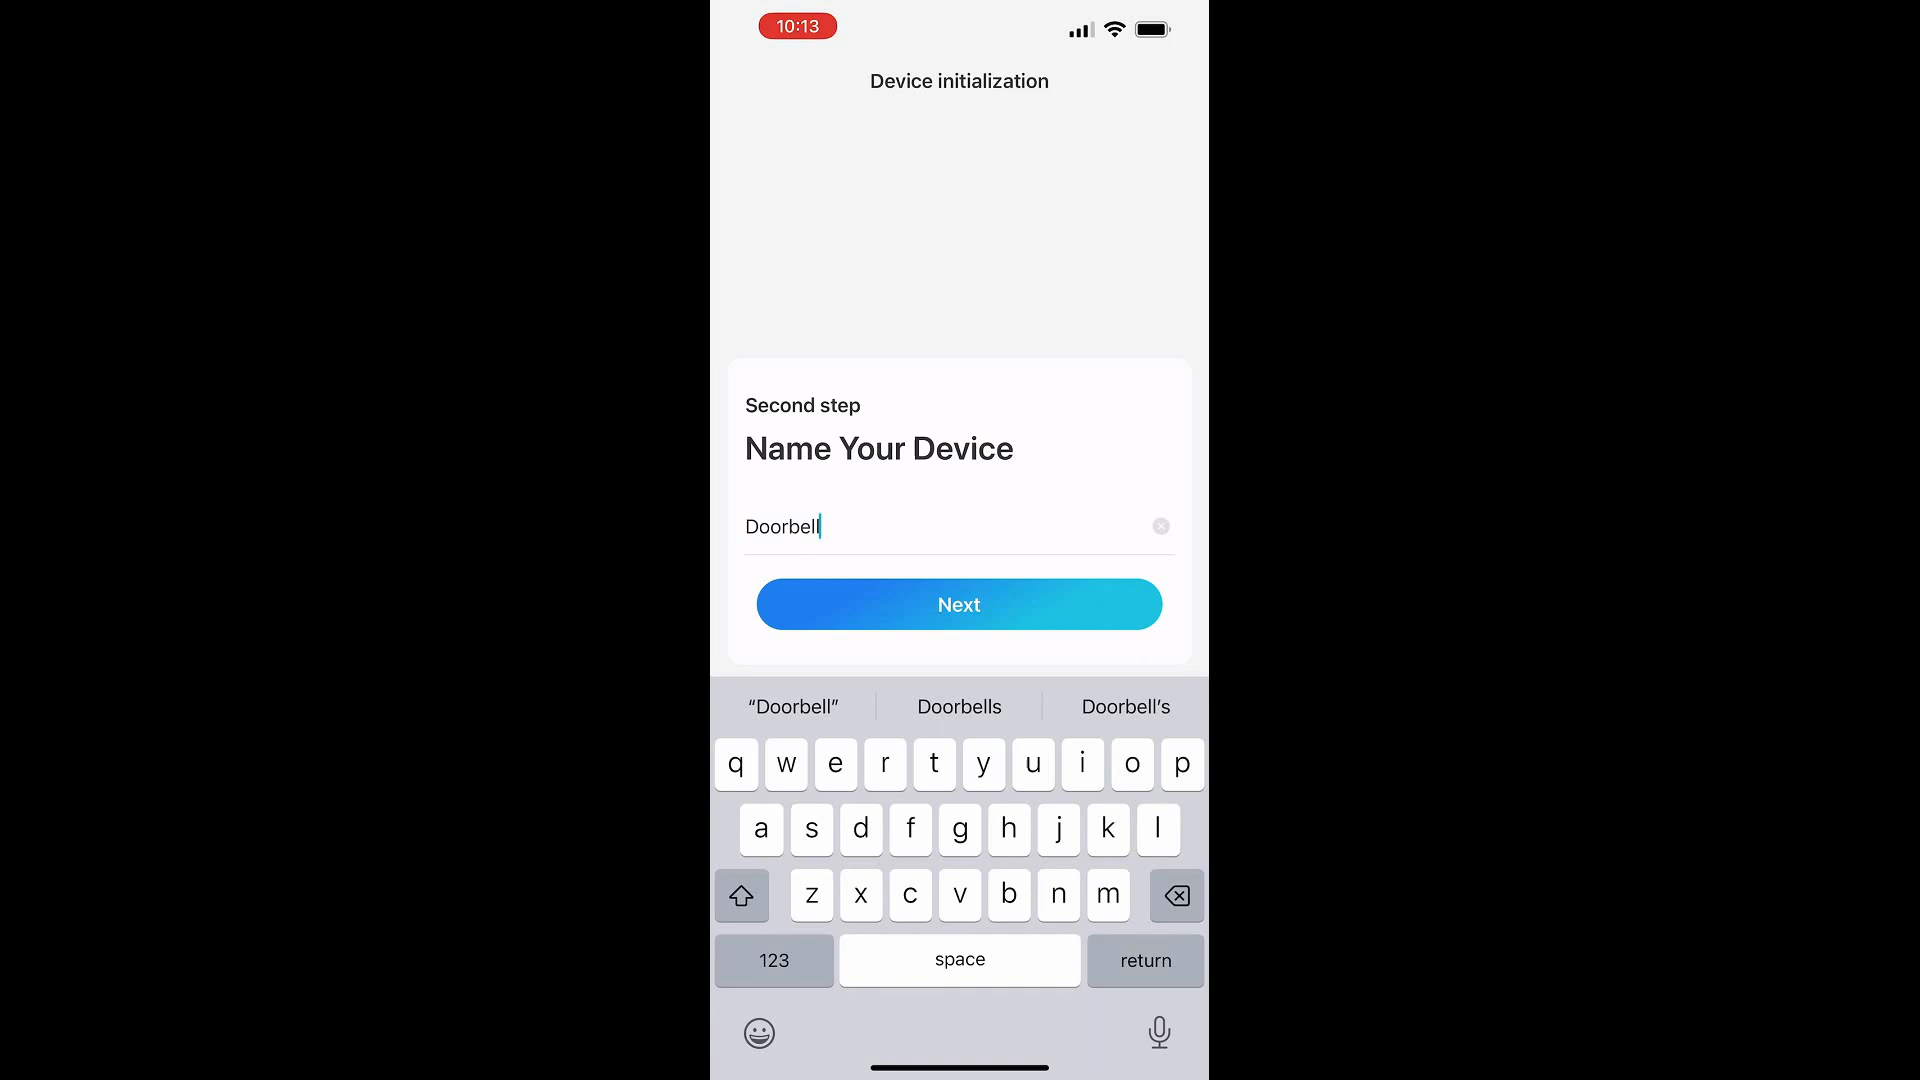 10:13
Device initialization
Second step
Name Your Device
Doorbell
Next
“Doorbell” Doorbells Doorbell’s
q w e r t y u i o p
a s d f g h j k l
z x c v b n m
123 space return